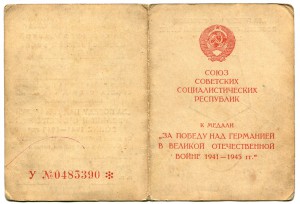 У №0485390 *
СОЮЗ
СОВЕТСКИХ
СОЦИАЛИСТИЧЕСКИХ
РЕСПУБЛИК
К МЕДАЛИ
"ЗА ПОБЕДУ НАД ГЕРМАНИЕЙ
В ВЕЛИКОЙ ОТЕЧЕСТВЕННОЙ
ВОЙНЕ 1941—1945 гг."